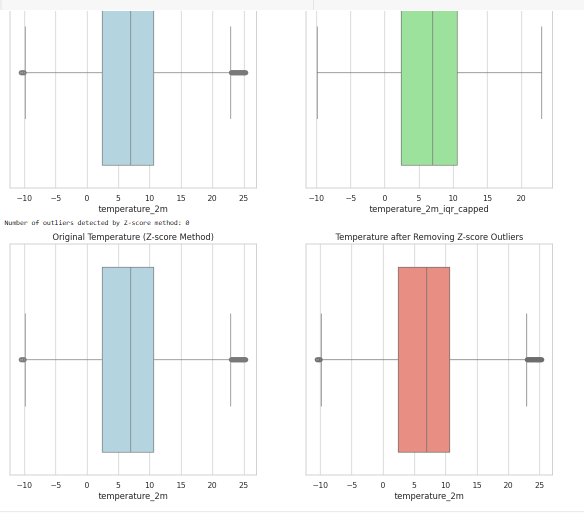 −10 −5 0 5 10 15 20 25
temperature_2m
−10 −5 0 5 10 15 20
temperature_2m_iqr_capped
Number of outliers detected by Z-score method: 0
Original Temperature (Z-score Method)
−10 −5 0 5 10 15 20 25
temperature_2m
Temperature after Removing Z-score Outliers
−10 −5 0 5 10 15 20 25
temperature_2m